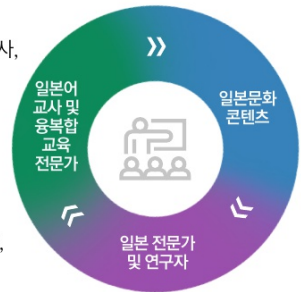 사,
일본어
교사 및
융복합
교육
전문가
일본문화
콘텐츠
일본 전문가
및 연구자
,